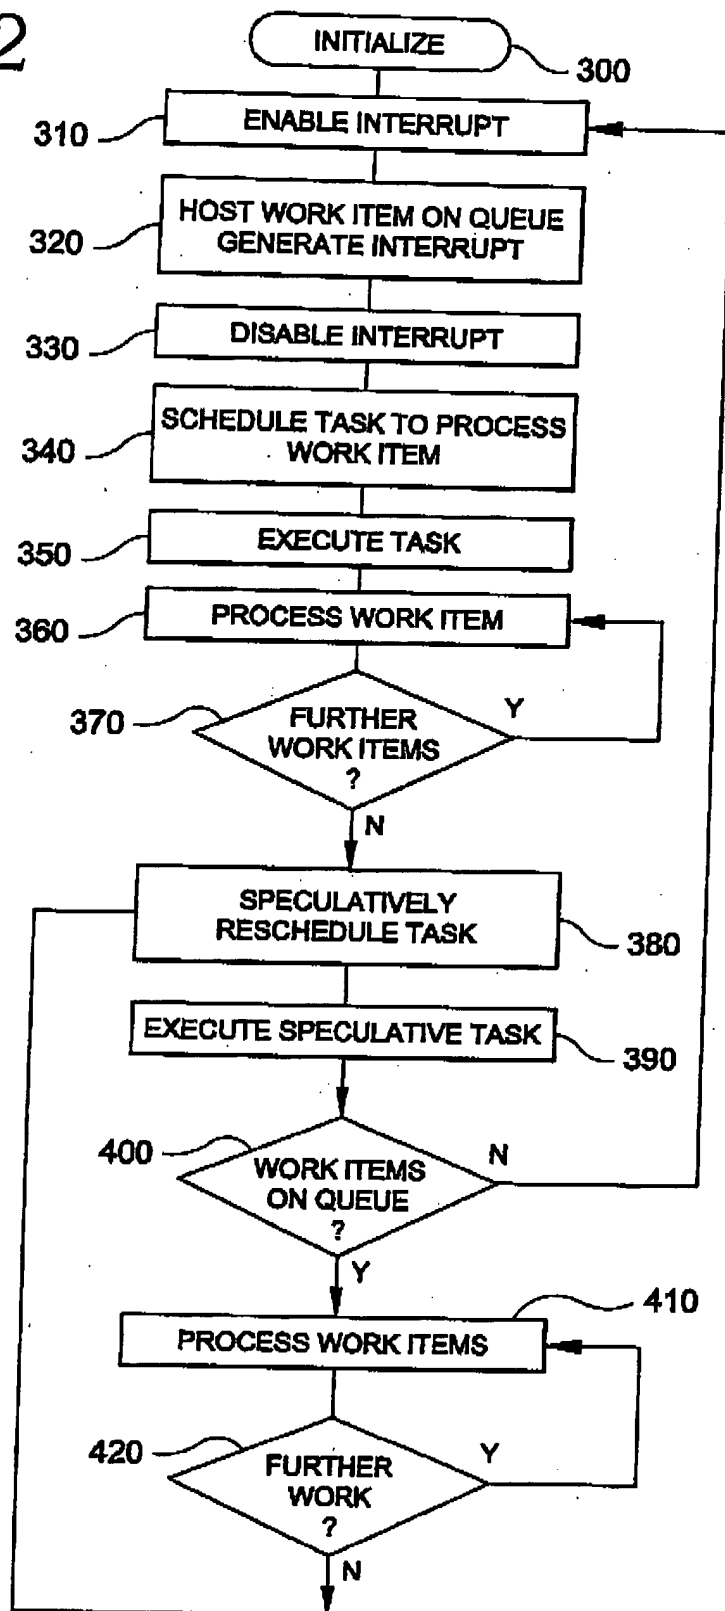 2
INITIALIZE
300
310
ENABLE INTERRUPT
320
HOST WORK ITEM ON QUEUE
GENERATE INTERRUPT
330
DISABLE INTERRUPT
340
SCHEDULE TASK TO PROCESS
WORK ITEM
350
EXECUTE TASK
360
PROCESS WORK ITEM
370
FURTHER
WORK ITEMS
?
Y
N
SPECULATIVELY
RESCHEDULE TASK
380
EXECUTE SPECULATIVE TASK
390
400
WORK ITEMS
ON QUEUE
?
N
Y
410
PROCESS WORK ITEMS
420
FURTHER
WORK
?
Y
N